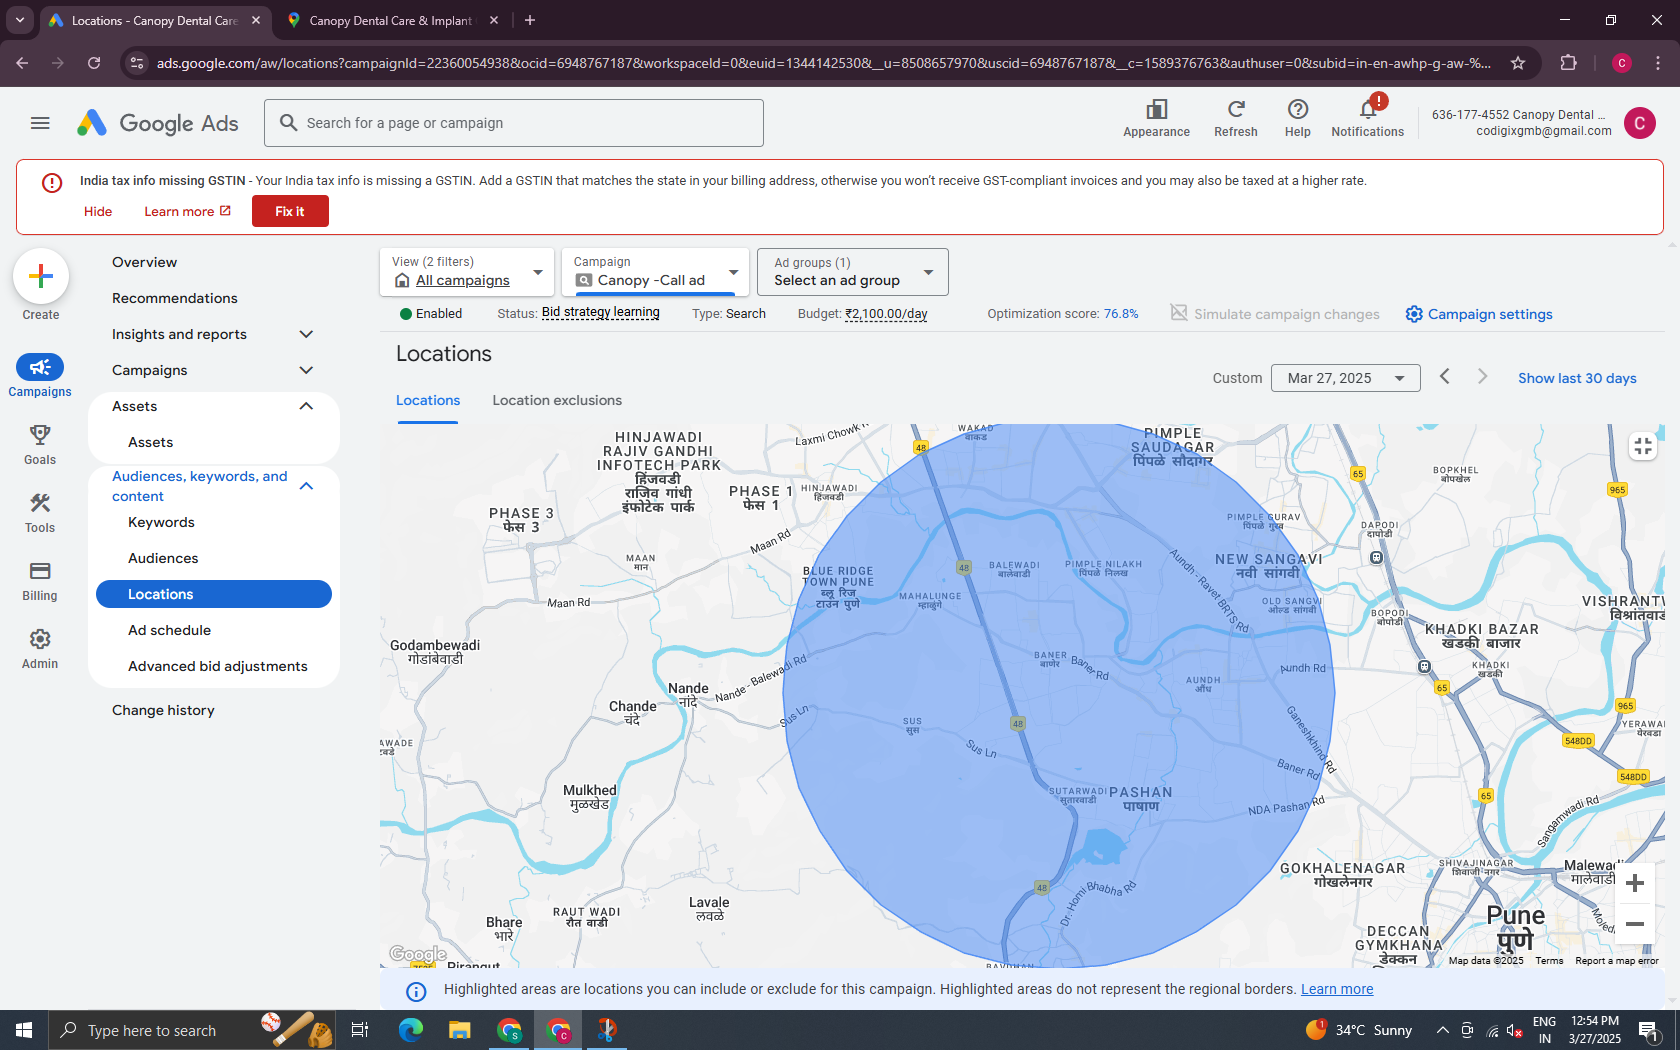 Locations - Canopy Dental Care
Canopy Dental Care & Implant
ads.google.com/aw/locations?campaignId=22360054938&ocid=6948767187&workspaceId=0&euid=1344142530&__u=8508657970&uscid=6948767187&__c=1589376763&authuser=0&subid=in-en-awhp-g-aw-%...
C
Google Ads
Search for a page or campaign
Appearance
Refresh
Help
Notifications
636-177-4552 Canopy Dental ...
codigixgmb@gmail.com
C
India tax info missing GSTIN - Your India tax info is missing a GSTIN. Add a GSTIN that matches the state in your billing address, otherwise you won't receive GST-compliant invoices and you may also be taxed at a higher rate.
Hide
Learn more
Fix it
Create
Campaigns
Goals
Tools
Billing
Admin
Overview
Recommendations
Insights and reports
Campaigns
Assets
Assets
Audiences, keywords, and
content
Keywords
Audiences
Locations
Ad schedule
Advanced bid adjustments
Change history
View (2 filters)
All campaigns
Campaign
Canopy -Call ad
Ad groups (1)
Select an ad group
Enabled
Status: Bid strategy learning
Type: Search
Budget: ₹2,100.00/day
Optimization score: 76.8%
Simulate campaign changes
Campaign settings
Locations
Custom
Mar 27, 2025
Show last 30 days
Locations
Location exclusions
HINJAWADI
RAJIV GANDHI
INFOTECH PARK
हिंजवडी
राजिव गांधी
इंफोटेक पार्क
Laxmi Chowk
48
WAKAD
वाकड
PIMPLE
SAUDAGAR
पिंपळे सौदागर
65
BOPKHEL
बोपखेल
965
PHASE 1
फेस 1
HINJAWADI
हिंजवडी
PHASE 3
फेस 3
PIMPLE GURAV
पिंपळे गुरव
DAPODI
दापोडी
Maan Rd
MAAN
मान
BLUE RIDGE
TOWN PUNE
ब्लू रिज
टाउन पुणे
48
BALEWADI
बालेवाडी
PIMPLE NILAKH
पिंपळे निलख
NEW SANGAVI
नवी सांगवी
Aundh - Ravet BRTS Rd
MAHALUNGE
म्हाळुंगे
OLD SANGVI
ओल्ड सांगवी
Maan Rd
BOPODI
बोपोडी
VISHRANTW
विश्रांतवाड
KHADKI BAZAR
खडकी बाजार
Godambewadi
गोडांबेवाडी
Nande - Balewadi Rd
BANER
बाणेर
Baner Rd
Aundh Rd
KHADKI
खडकी
AUNDH
औंध
65
Nande
नांदे
Chande
चंदे
Sus Ln
SUS
सुस
48
Ganeshkhind Rd
965
YERAWA
येरवडा
AWADE
वडे
Sus Ln
548DD
Baner Rd
548DD
Mulkhed
मुळखेड
SUTARWADI
सुतारवाडी
PASHAN
पाषाण
NDA Pashan Rd
65
Sangamwadi Rd
GOKHALENAGAR
गोखलेनगर
SHIVAJINAGAR
शिवाजी-नगर
Malewadi
मालेवाडी
48
Dr. Homi Bhabha Rd
Lavale
लवळे
RAUT WADI
रौत वाडी
Bhare
भारे
Pune
पुणे
DECCAN
GYMKHANA
डेक्कन
Google
Pirangut
BAVDHAN
Map data ©2025
Terms
Report a map error
Highlighted areas are locations you can include or exclude for this campaign. Highlighted areas do not represent the regional borders. Learn more
Type here to search
34°C Sunny
ENG
IN
12:54 PM
3/27/2025
1